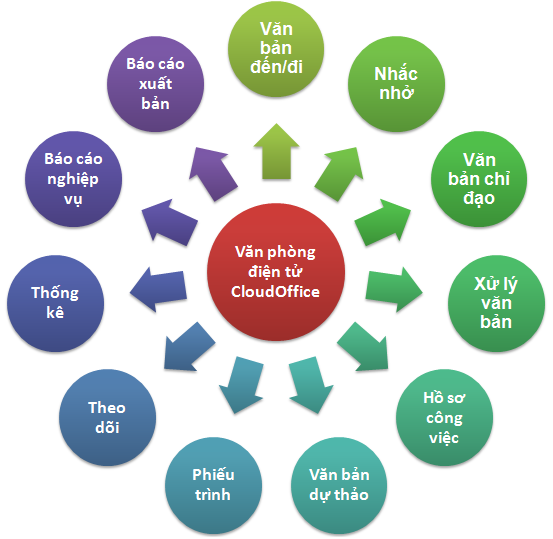 Văn
bản
đến/đi
Nhắc
nhở
Văn
bản chỉ
đạo
Xử lý
văn
bản
Hồ sơ
công
việc
Văn bản
dự thảo
Phiếu
trình
Theo
dõi
Thống
kê
Báo cáo
nghiệp
vụ
Báo cáo
xuất
bản
Văn phòng
điện tử
CloudOffice